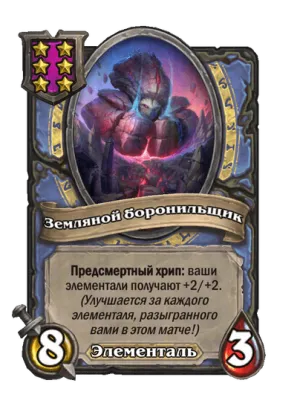 Земляной боронильщик
Предсмертный хрип: ваши
элементали получают +2/+2.
(Улучшается за каждого
элементаля, разыгранного
вами в этом матче!)
8
Элементаль
3